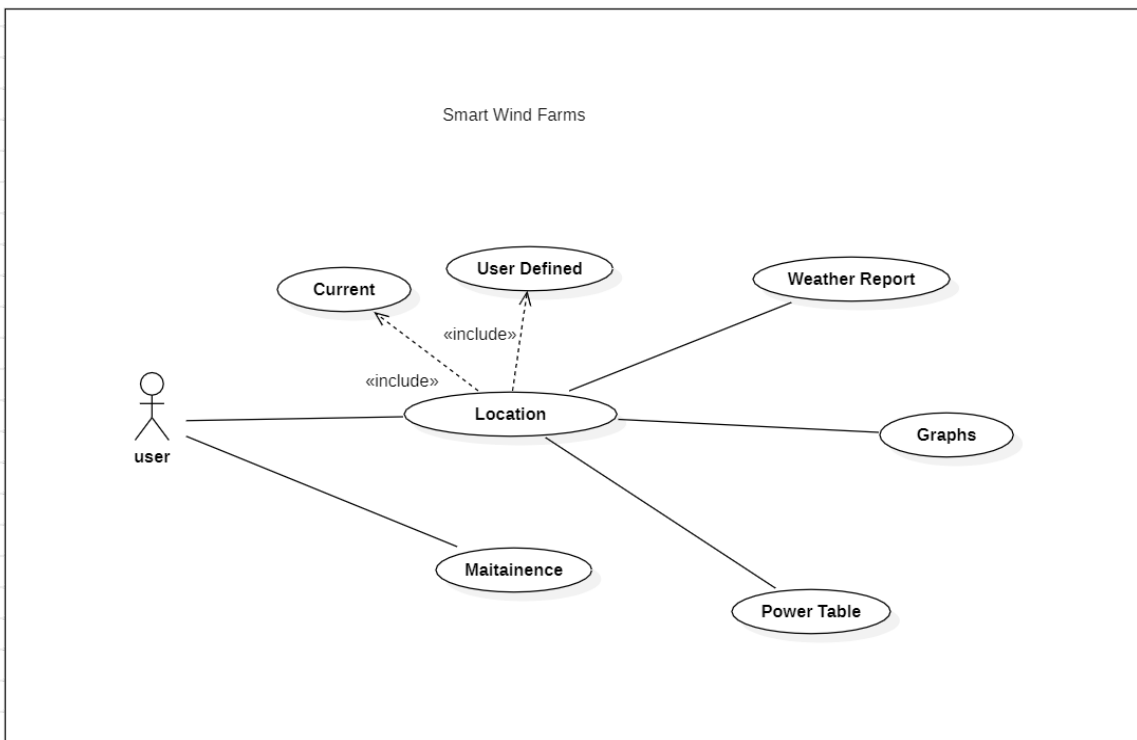 Smart Wind Farms
User Defined
Weather Report
Current
«include»
«include»
Location
Graphs
user
Maitainence
Power Table